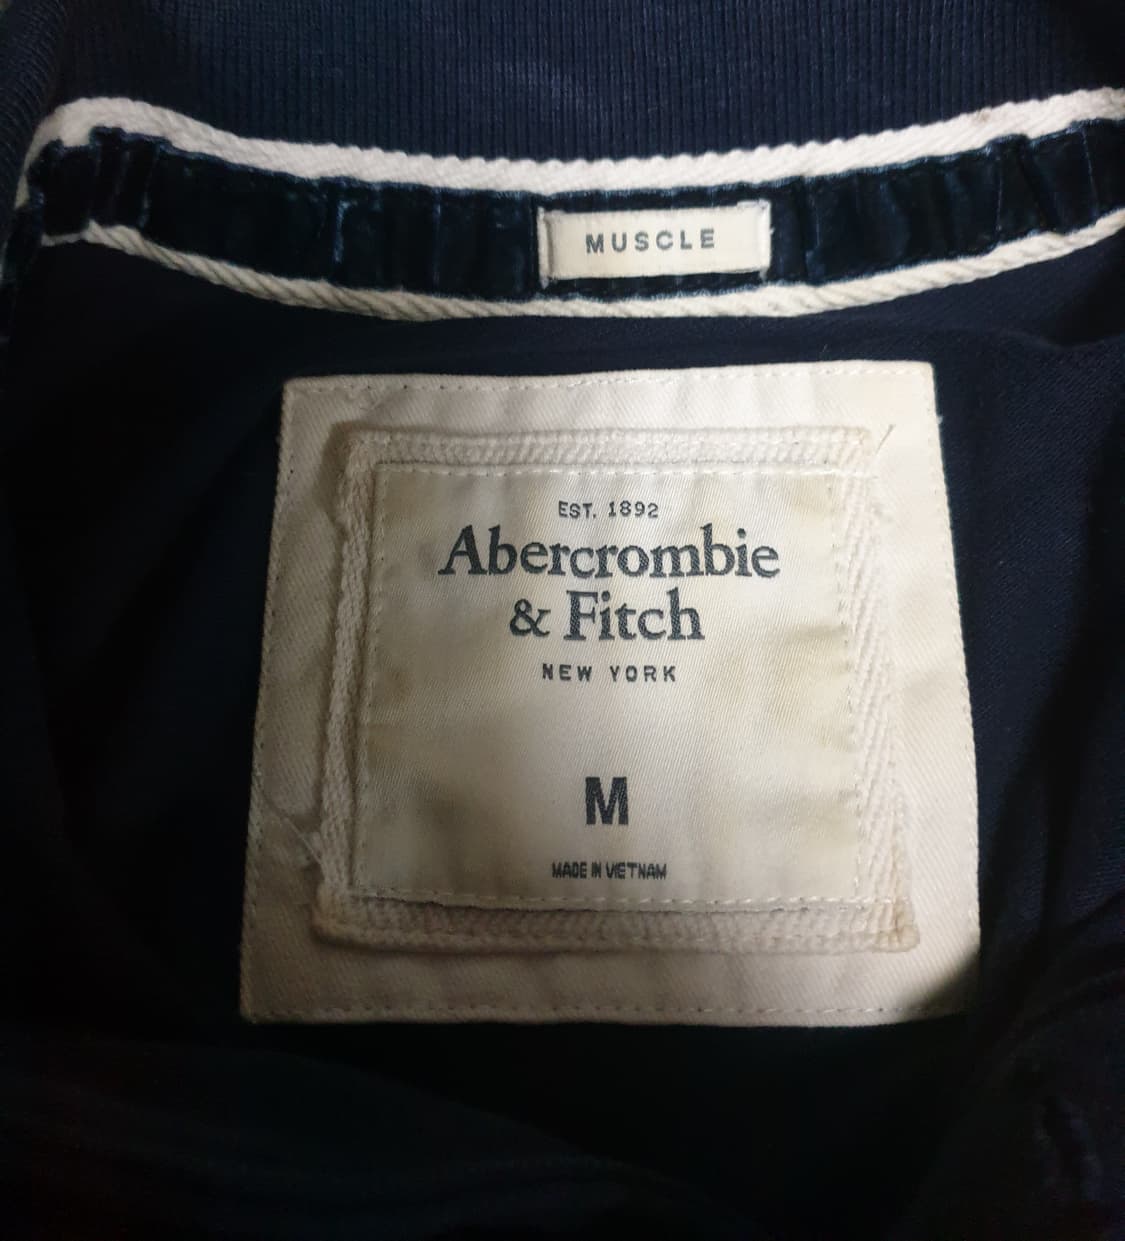 MUSCLE
EST. 1892
Abercrombie
& Fitch
NEW YORK
M
MADE IN VIETNAM